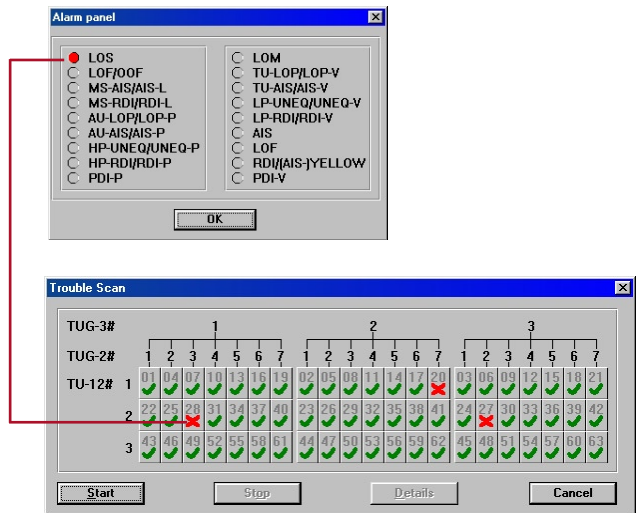 Alarm panel
LOS
LOF/OOF
MS-AIS/AIS-L
MS-RDI/RDI-L
AU-LOP/LOP-P
AU-AIS/AIS-P
HP-UNEQ/UNEQ-P
HP-RDI/RDI-P
PDI-P
LOM
TU-LOP/LOP-V
TU-AIS/AIS-V
LP-UNEQ/UNEQ-V
LP-RDI/RDI-V
AIS
LOF
RDI/(AIS-)YELLOW
PDI-V
OK
Trouble Scan
TUG-3# 1 2 3
TUG-2# 1 2 3 4 5 6 7 1 2 3 4 5 6 7 1 2 3 4 5 6 7
TU-12# 1 01 04 07 10 13 16 19 02 05 08 11 14 17 20 03 06 09 12 15 18 21
2 22 25 28 31 34 37 40 23 26 29 32 35 38 41 24 27 30 33 36 39 42
3 43 46 49 52 55 58 61 44 47 50 53 56 59 62 45 48 51 54 57 60 63
Start Stop Details Cancel